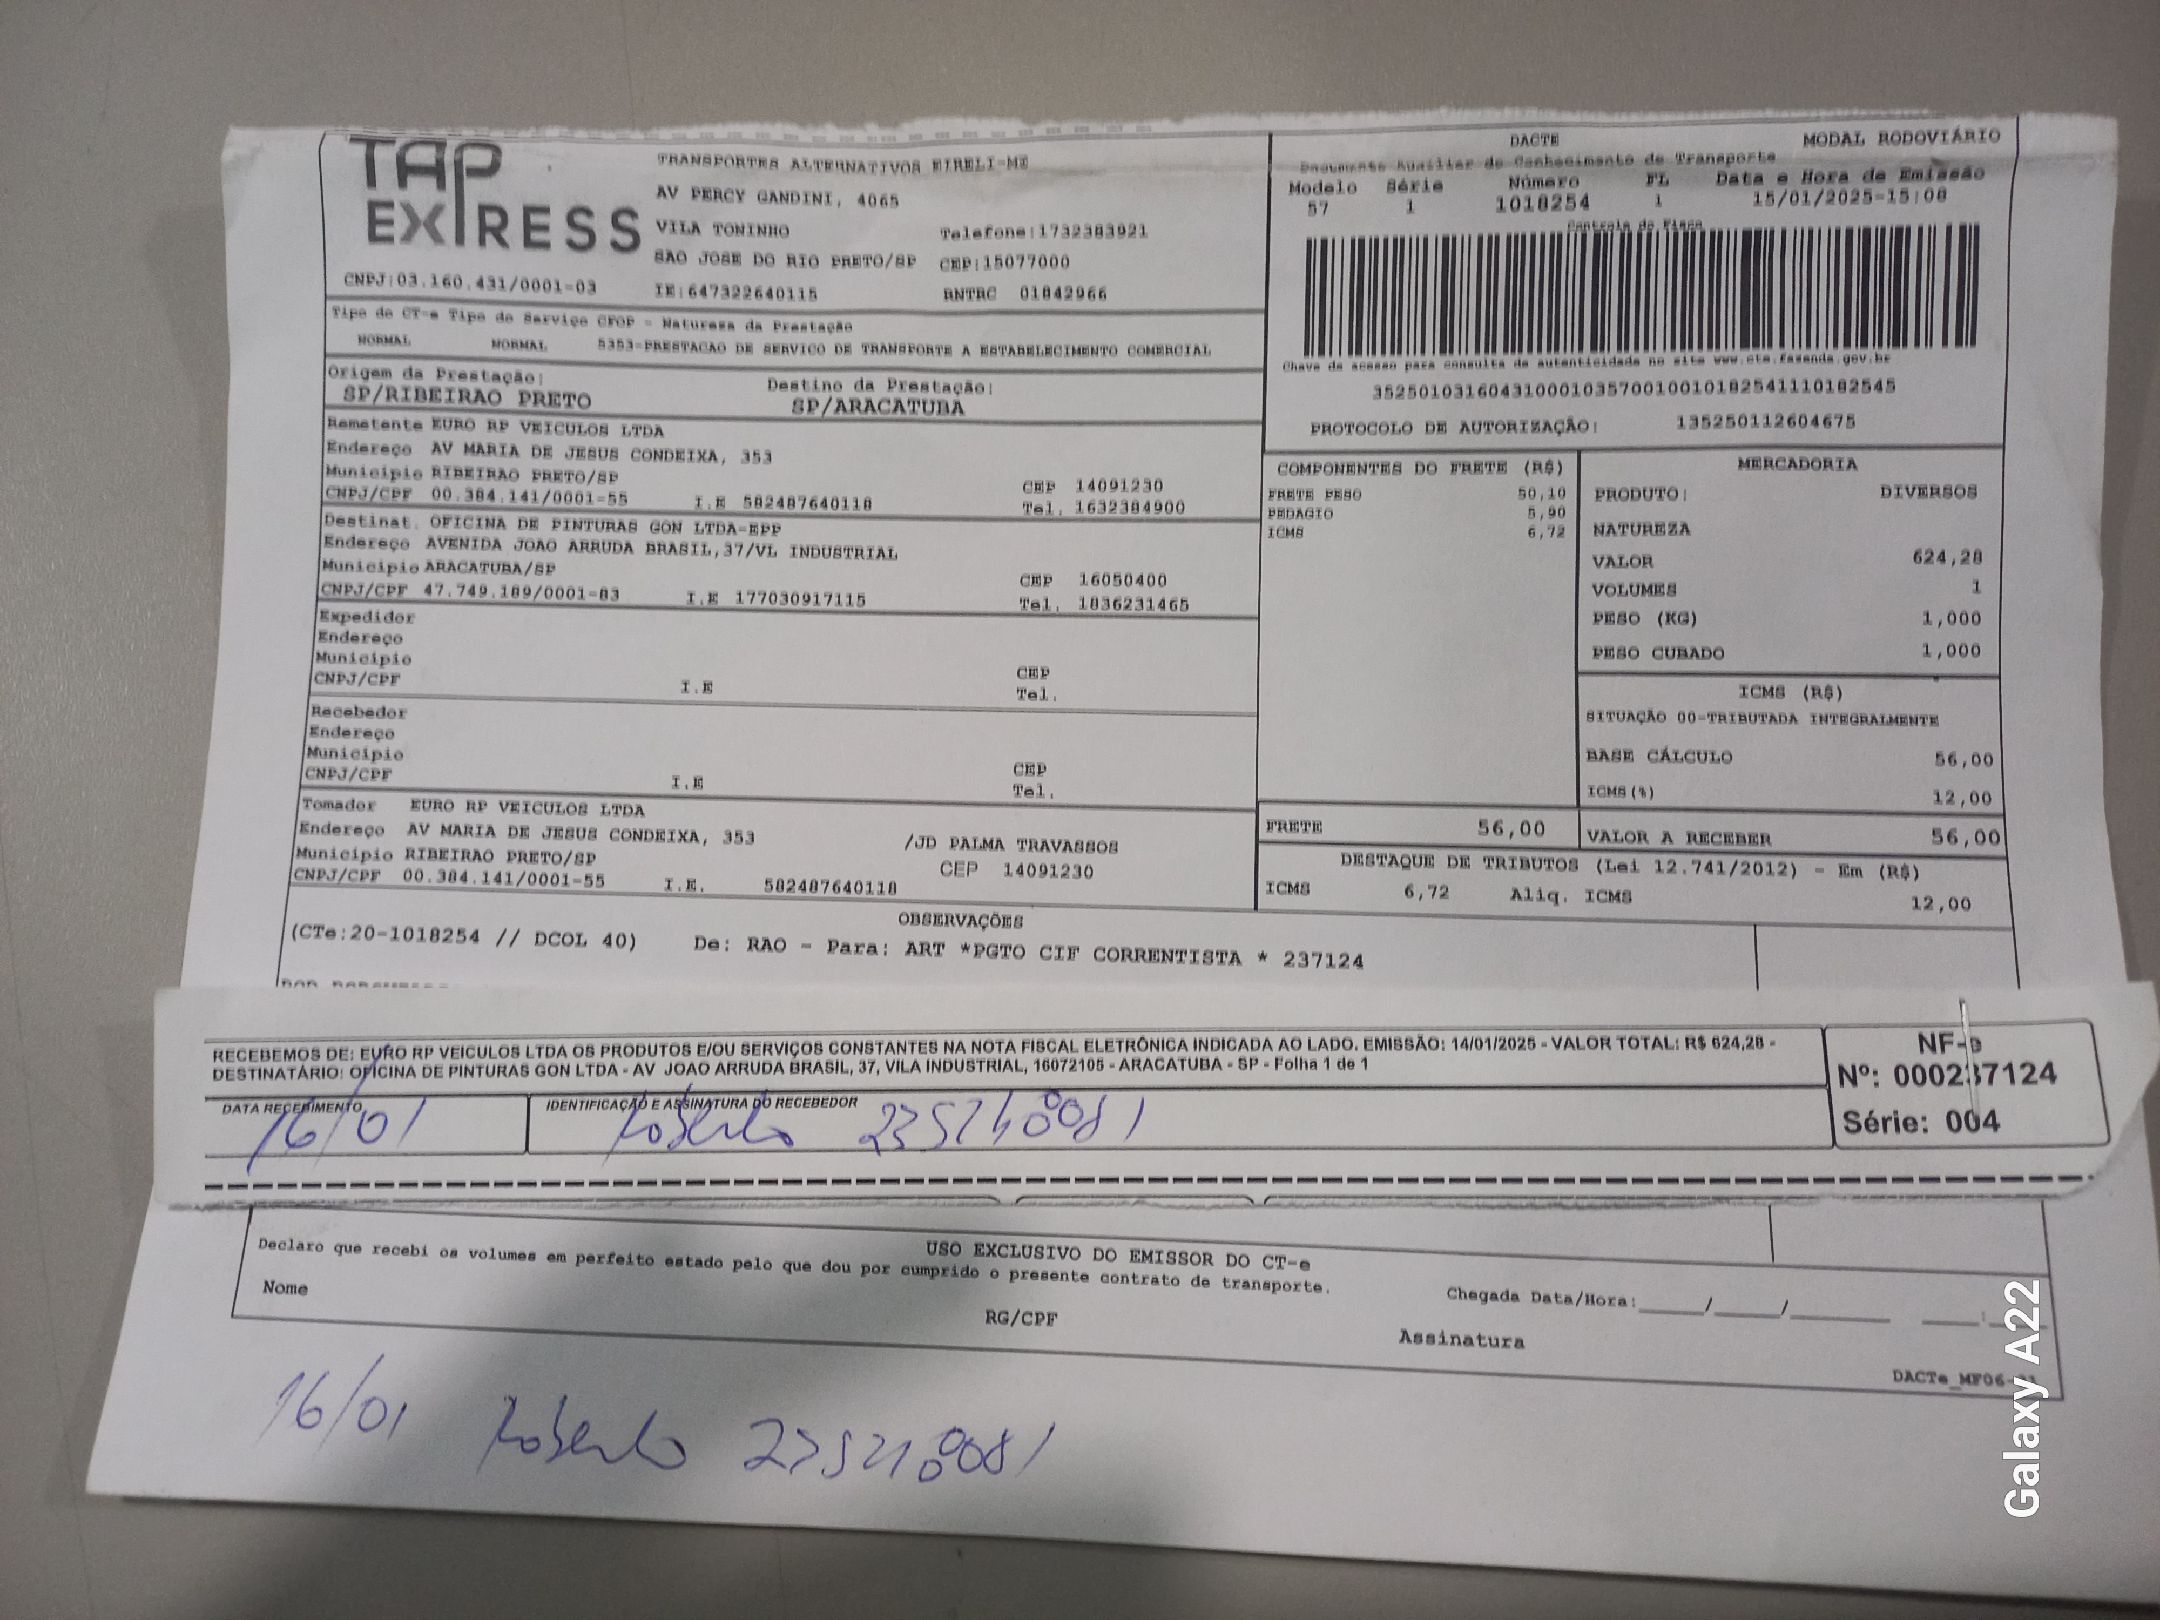 TAP EXPRESS
TRANSPORTES ALTERNATIVOS EIRELI-ME
AV PERCY GANDINI, 4065
VILA TONINHO Telefone:1732383921
SAO JOSE DO RIO PRETO/SP CEP:15077000
CNPJ:03.160.431/0001-03 IE:647322640115 RNTRC 01842966
DACTE MODAL RODOVIÁRIO
Documento Auxiliar de Conhecimento de Transporte
Modelo Série Número FL Data e Hora de Emissão
57 1 1018254 1 15/01/2025-15:08
Controle do Fisco
Chave de acesso para consulta de autenticidade no site www.cte.fazenda.gov.br
35250103160431000103570010010182541110182545
PROTOCOLO DE AUTORIZAÇÃO: 135250112604675
Tipo de CT-e Tipo de Serviço CFOP - Natureza da Prestação
NORMAL NORMAL 5353-PRESTACAO DE SERVICO DE TRANSPORTE A ESTABELECIMENTO COMERCIAL
Origem da Prestação: Destino da Prestação:
SP/RIBEIRAO PRETO SP/ARACATUBA
Remetente EURO RP VEICULOS LTDA
Endereço AV MARIA DE JESUS CONDEIXA, 353
Município RIBEIRAO PRETO/SP CEP 14091230
CNPJ/CPF 00.384.141/0001-55 I.E 582487640118 Tel. 1632384900
Destinat. OFICINA DE PINTURAS GON LTDA-EPP
Endereço AVENIDA JOAO ARRUDA BRASIL,37/VL INDUSTRIAL
Município ARACATUBA/SP CEP 16050400
CNPJ/CPF 47.749.189/0001-83 I.E 177030917115 Tel. 1836231465
Expedidor
Endereço
Município CEP
CNPJ/CPF I.E Tel.
Recebedor
Endereço
Município CEP
CNPJ/CPF I.E Tel.
Tomador EURO RP VEICULOS LTDA
Endereço AV MARIA DE JESUS CONDEIXA, 353 /JD PALMA TRAVASSOS
Município RIBEIRAO PRETO/SP CEP 14091230
CNPJ/CPF 00.384.141/0001-55 I.E. 582487640118
COMPONENTES DO FRETE (R$)
FRETE PESO 50,10
PEDAGIO 5,90
ICMS 6,72
MERCADORIA
PRODUTO: DIVERSOS
NATUREZA
VALOR 624,28
VOLUMES 1
PESO (KG) 1,000
PESO CUBADO 1,000
ICMS (R$)
SITUAÇÃO 00-TRIBUTADA INTEGRALMENTE
BASE CÁLCULO 56,00
ICMS(%) 12,00
FRETE 56,00 VALOR A RECEBER 56,00
DESTAQUE DE TRIBUTOS (Lei 12.741/2012) - Em (R$)
ICMS 6,72 Aliq. ICMS 12,00
OBSERVAÇÕES
(CTe:20-1018254 // DCOL 40) De: RAO - Para: ART *PGTO CIF CORRENTISTA * 237124
RECEBEMOS DE: EURO RP VEICULOS LTDA OS PRODUTOS E/OU SERVIÇOS CONSTANTES NA NOTA FISCAL ELETRÔNICA INDICADA AO LADO. EMISSÃO: 14/01/2025 - VALOR TOTAL: R$ 624,28 -
DESTINATÁRIO: OFICINA DE PINTURAS GON LTDA - AV JOAO ARRUDA BRASIL, 37, VILA INDUSTRIAL, 16072105 - ARACATUBA - SP - Folha 1 de 1
DATA RECEBIMENTO IDENTIFICAÇÃO E ASSINATURA DO RECEBEDOR
16/01 Roberto
NF-e
Nº: 000237124
Série: 004
USO EXCLUSIVO DO EMISSOR DO CT-e
Declaro que recebi os volumes em perfeito estado pelo que dou por cumprido o presente contrato de transporte.
Nome RG/CPF Chegada Data/Hora:_____/_____/_________ _____:_____
Assinatura
16/01 Roberto
Galaxy A22